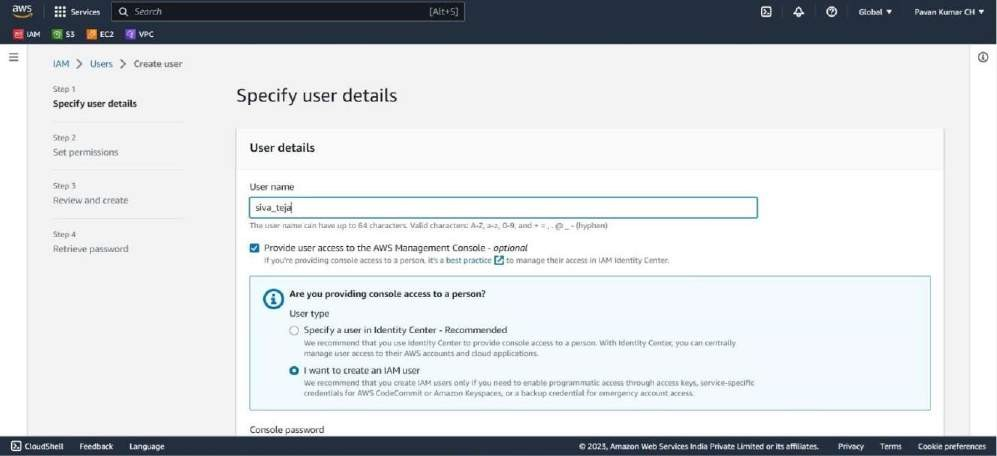 aws
Services
Search
[Alt+S]
Global
Pavan Kumar CH
IAM
S3
EC2
VPC
IAM > Users > Create user
Step 1
Specify user details
Step 2
Set permissions
Step 3
Review and create
Step 4
Retrieve password
Specify user details
User details
User name
siva_teja
The user name can have up to 64 characters. Valid characters: A-Z, a-z, 0-9, and + = , . @ _ - (hyphen)
Provide user access to the AWS Management Console - optional
If you're providing console access to a person, it's a best practice to manage their access in IAM Identity Center.
Are you providing console access to a person?
User type
Specify a user in Identity Center - Recommended
We recommend that you use Identity Center to provide console access to a person. With Identity Center, you can centrally
manage user access to their AWS accounts and cloud applications.
I want to create an IAM user
We recommend that you create IAM users only if you need to enable programmatic access through access keys, service-specific
credentials for AWS CodeCommit or Amazon Keyspaces, or a backup credential for emergency account access.
Console password
CloudShell
Feedback
Language
© 2023, Amazon Web Services India Private Limited or its affiliates.
Privacy
Terms
Cookie preferences